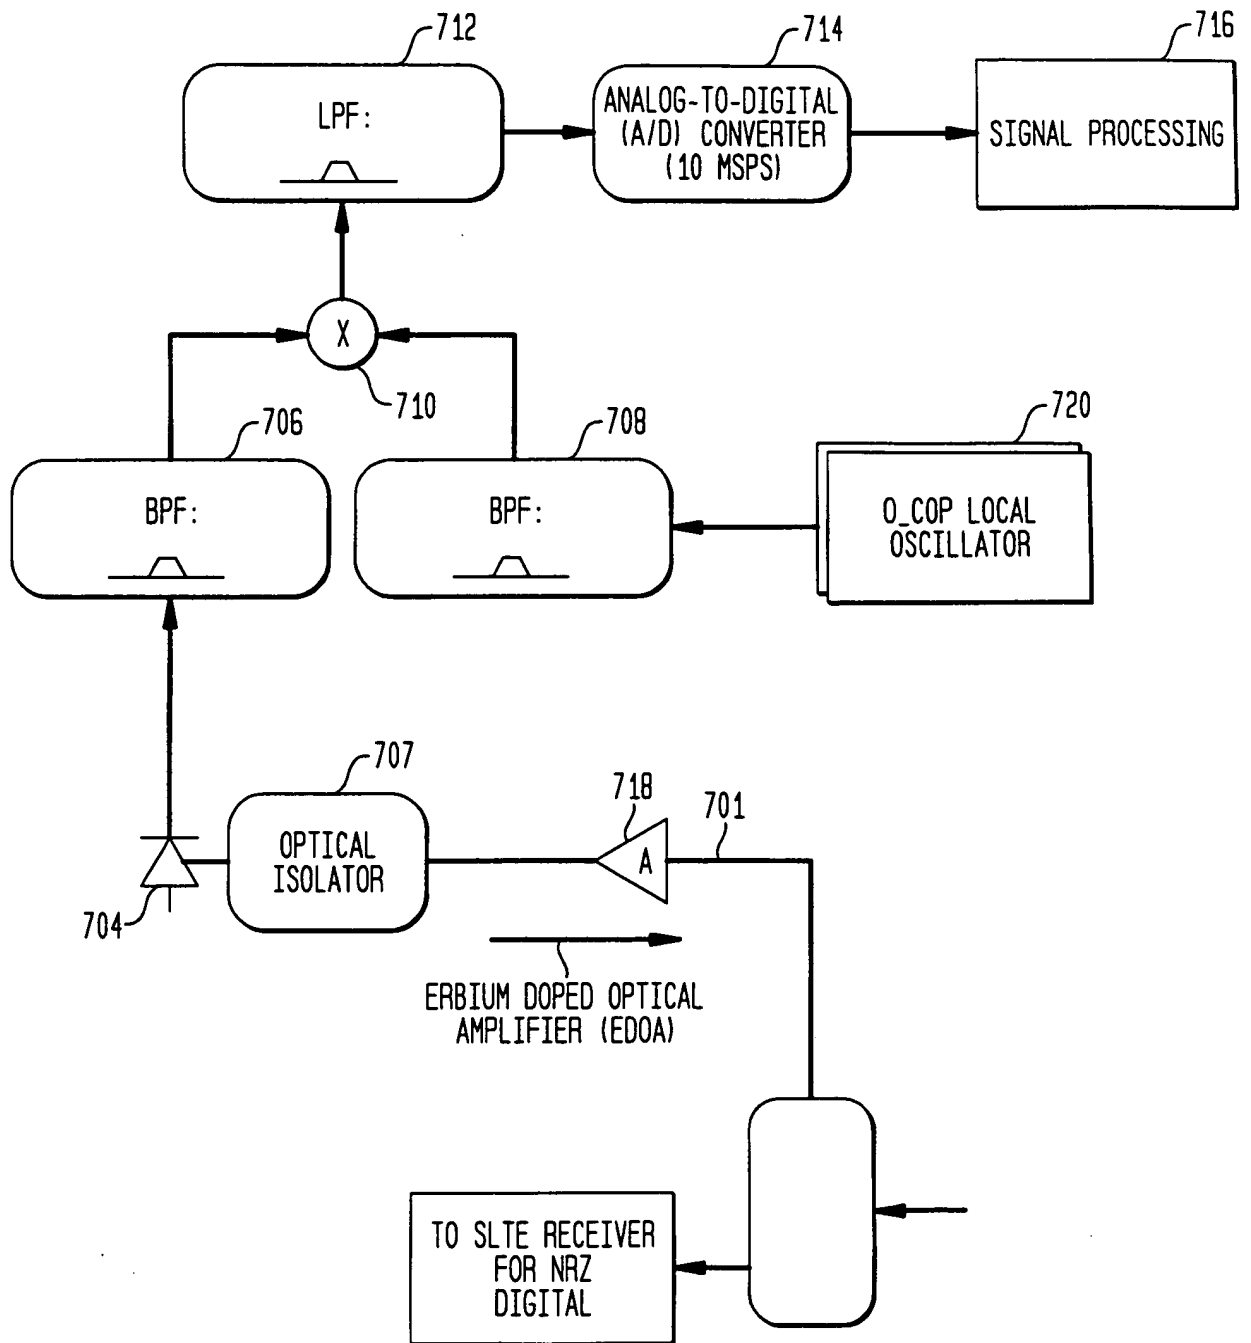 712
714
716
LPF:
ANALOG-TO-DIGITAL
(A/D) CONVERTER
(10 MSPS)
SIGNAL PROCESSING
X
710
706
708
720
BPF:
BPF:
O_COP LOCAL
OSCILLATOR
707
718
701
OPTICAL
ISOLATOR
A
704
ERBIUM DOPED OPTICAL
AMPLIFIER (EDOA)
TO SLTE RECEIVER
FOR NRZ
DIGITAL